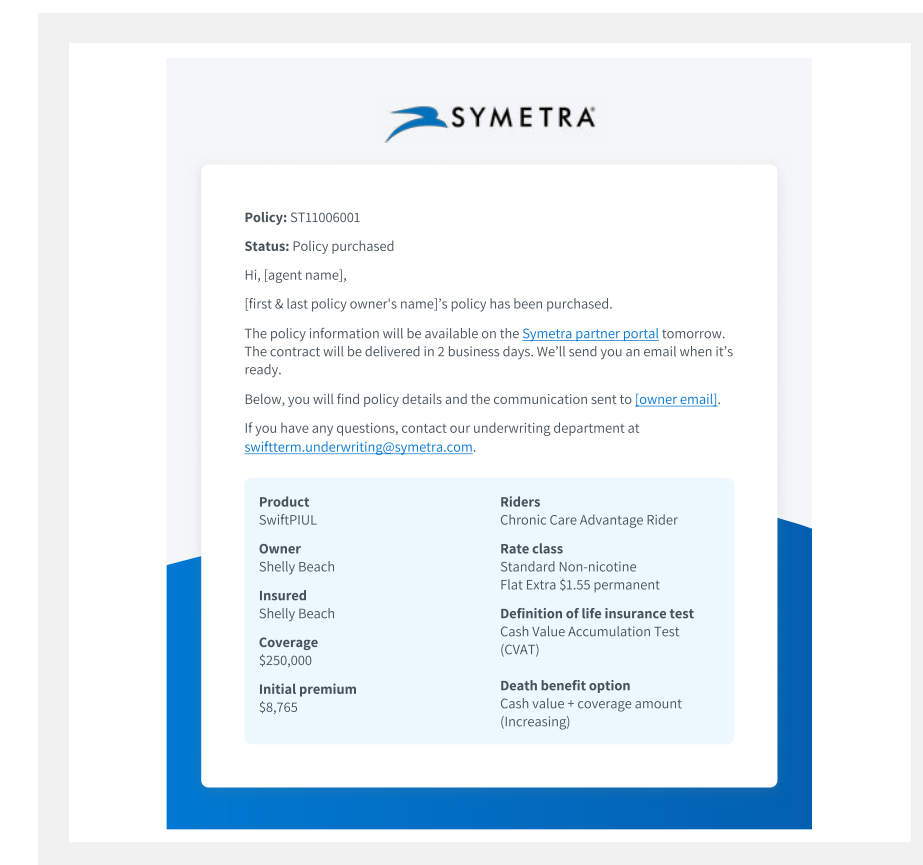 SYMETRA®
Policy: ST11006001
Status: Policy purchased
Hi, [agent name],
[first & last policy owner's name]’s policy has been purchased.
The policy information will be available on the Symetra partner portal tomorrow.
The contract will be delivered in 2 business days. We’ll send you an email when it’s
ready.
Below, you will find policy details and the communication sent to [owner email].
If you have any questions, contact our underwriting department at
swiftterm.underwriting@symetra.com.
Product
SwiftPIUL
Owner
Shelly Beach
Insured
Shelly Beach
Coverage
$250,000
Initial premium
$8,765
Riders
Chronic Care Advantage Rider
Rate class
Standard Non-nicotine
Flat Extra $1.55 permanent
Definition of life insurance test
Cash Value Accumulation Test
(CVAT)
Death benefit option
Cash value + coverage amount
(Increasing)